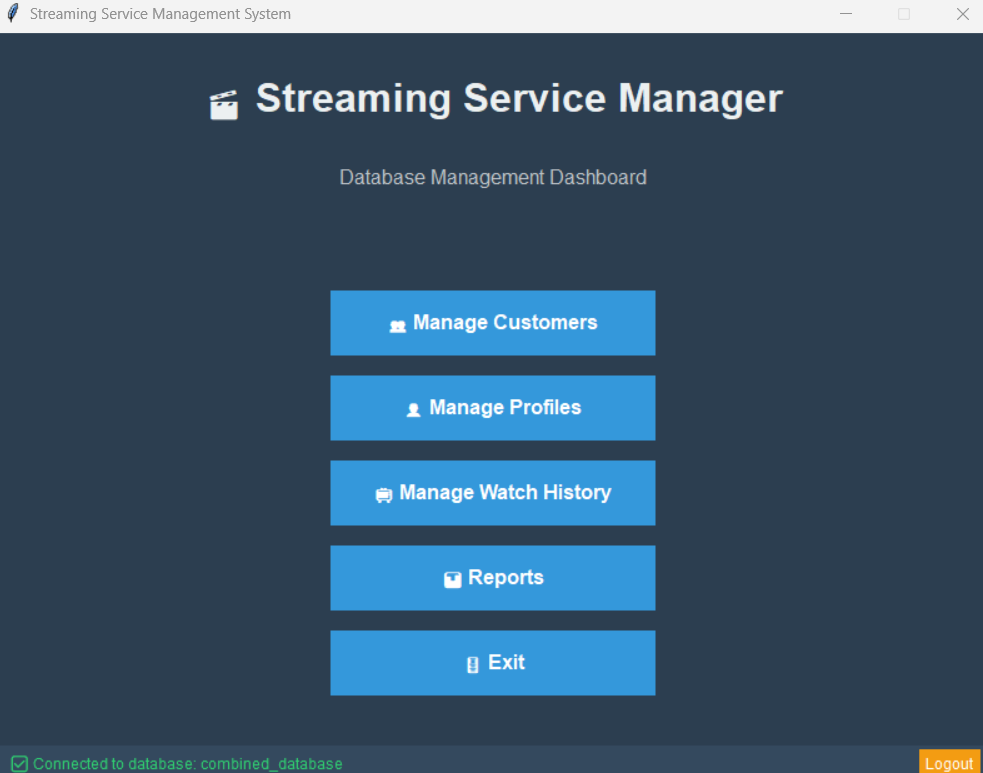 Streaming Service Management System
Streaming Service Manager
Database Management Dashboard
Manage Customers
Manage Profiles
Manage Watch History
Reports
Exit
Connected to database: combined_database
Logout